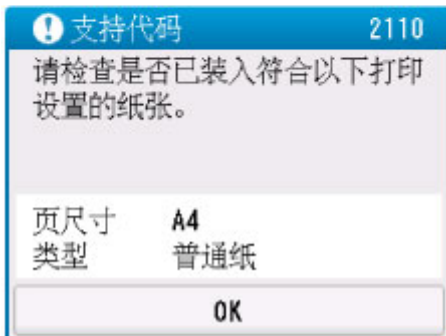 支持代码 2110
请检查是否已装入符合以下打印
设置的纸张。
页尺寸 A4
类型 普通纸
OK